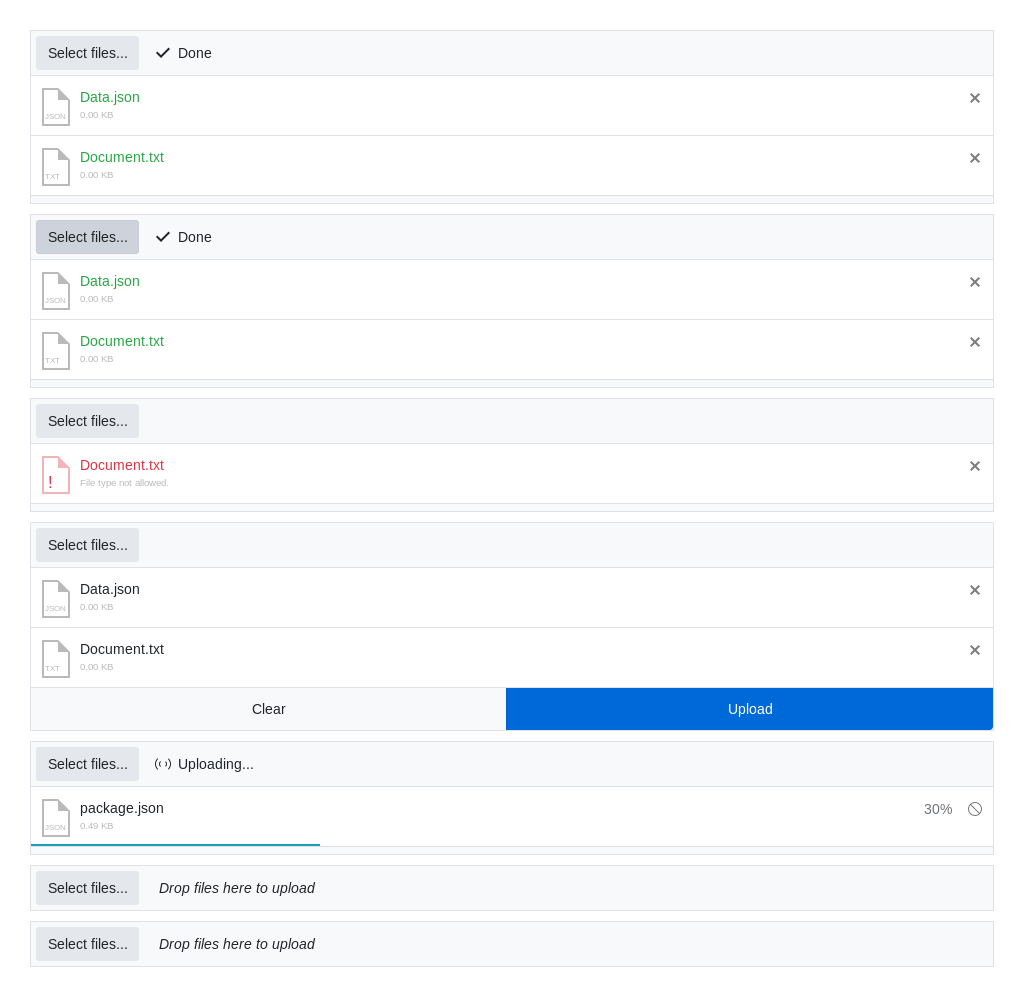 Select files... Done
Data.json
JSON 0.00 KB
Document.txt
TXT 0.00 KB
Select files... Done
Data.json
JSON 0.00 KB
Document.txt
TXT 0.00 KB
Select files...
Document.txt
! File type not allowed.
Select files...
Data.json
JSON 0.00 KB
Document.txt
TXT 0.00 KB
Clear Upload
Select files... Uploading...
package.json 30%
JSON 0.49 KB
Select files... Drop files here to upload
Select files... Drop files here to upload